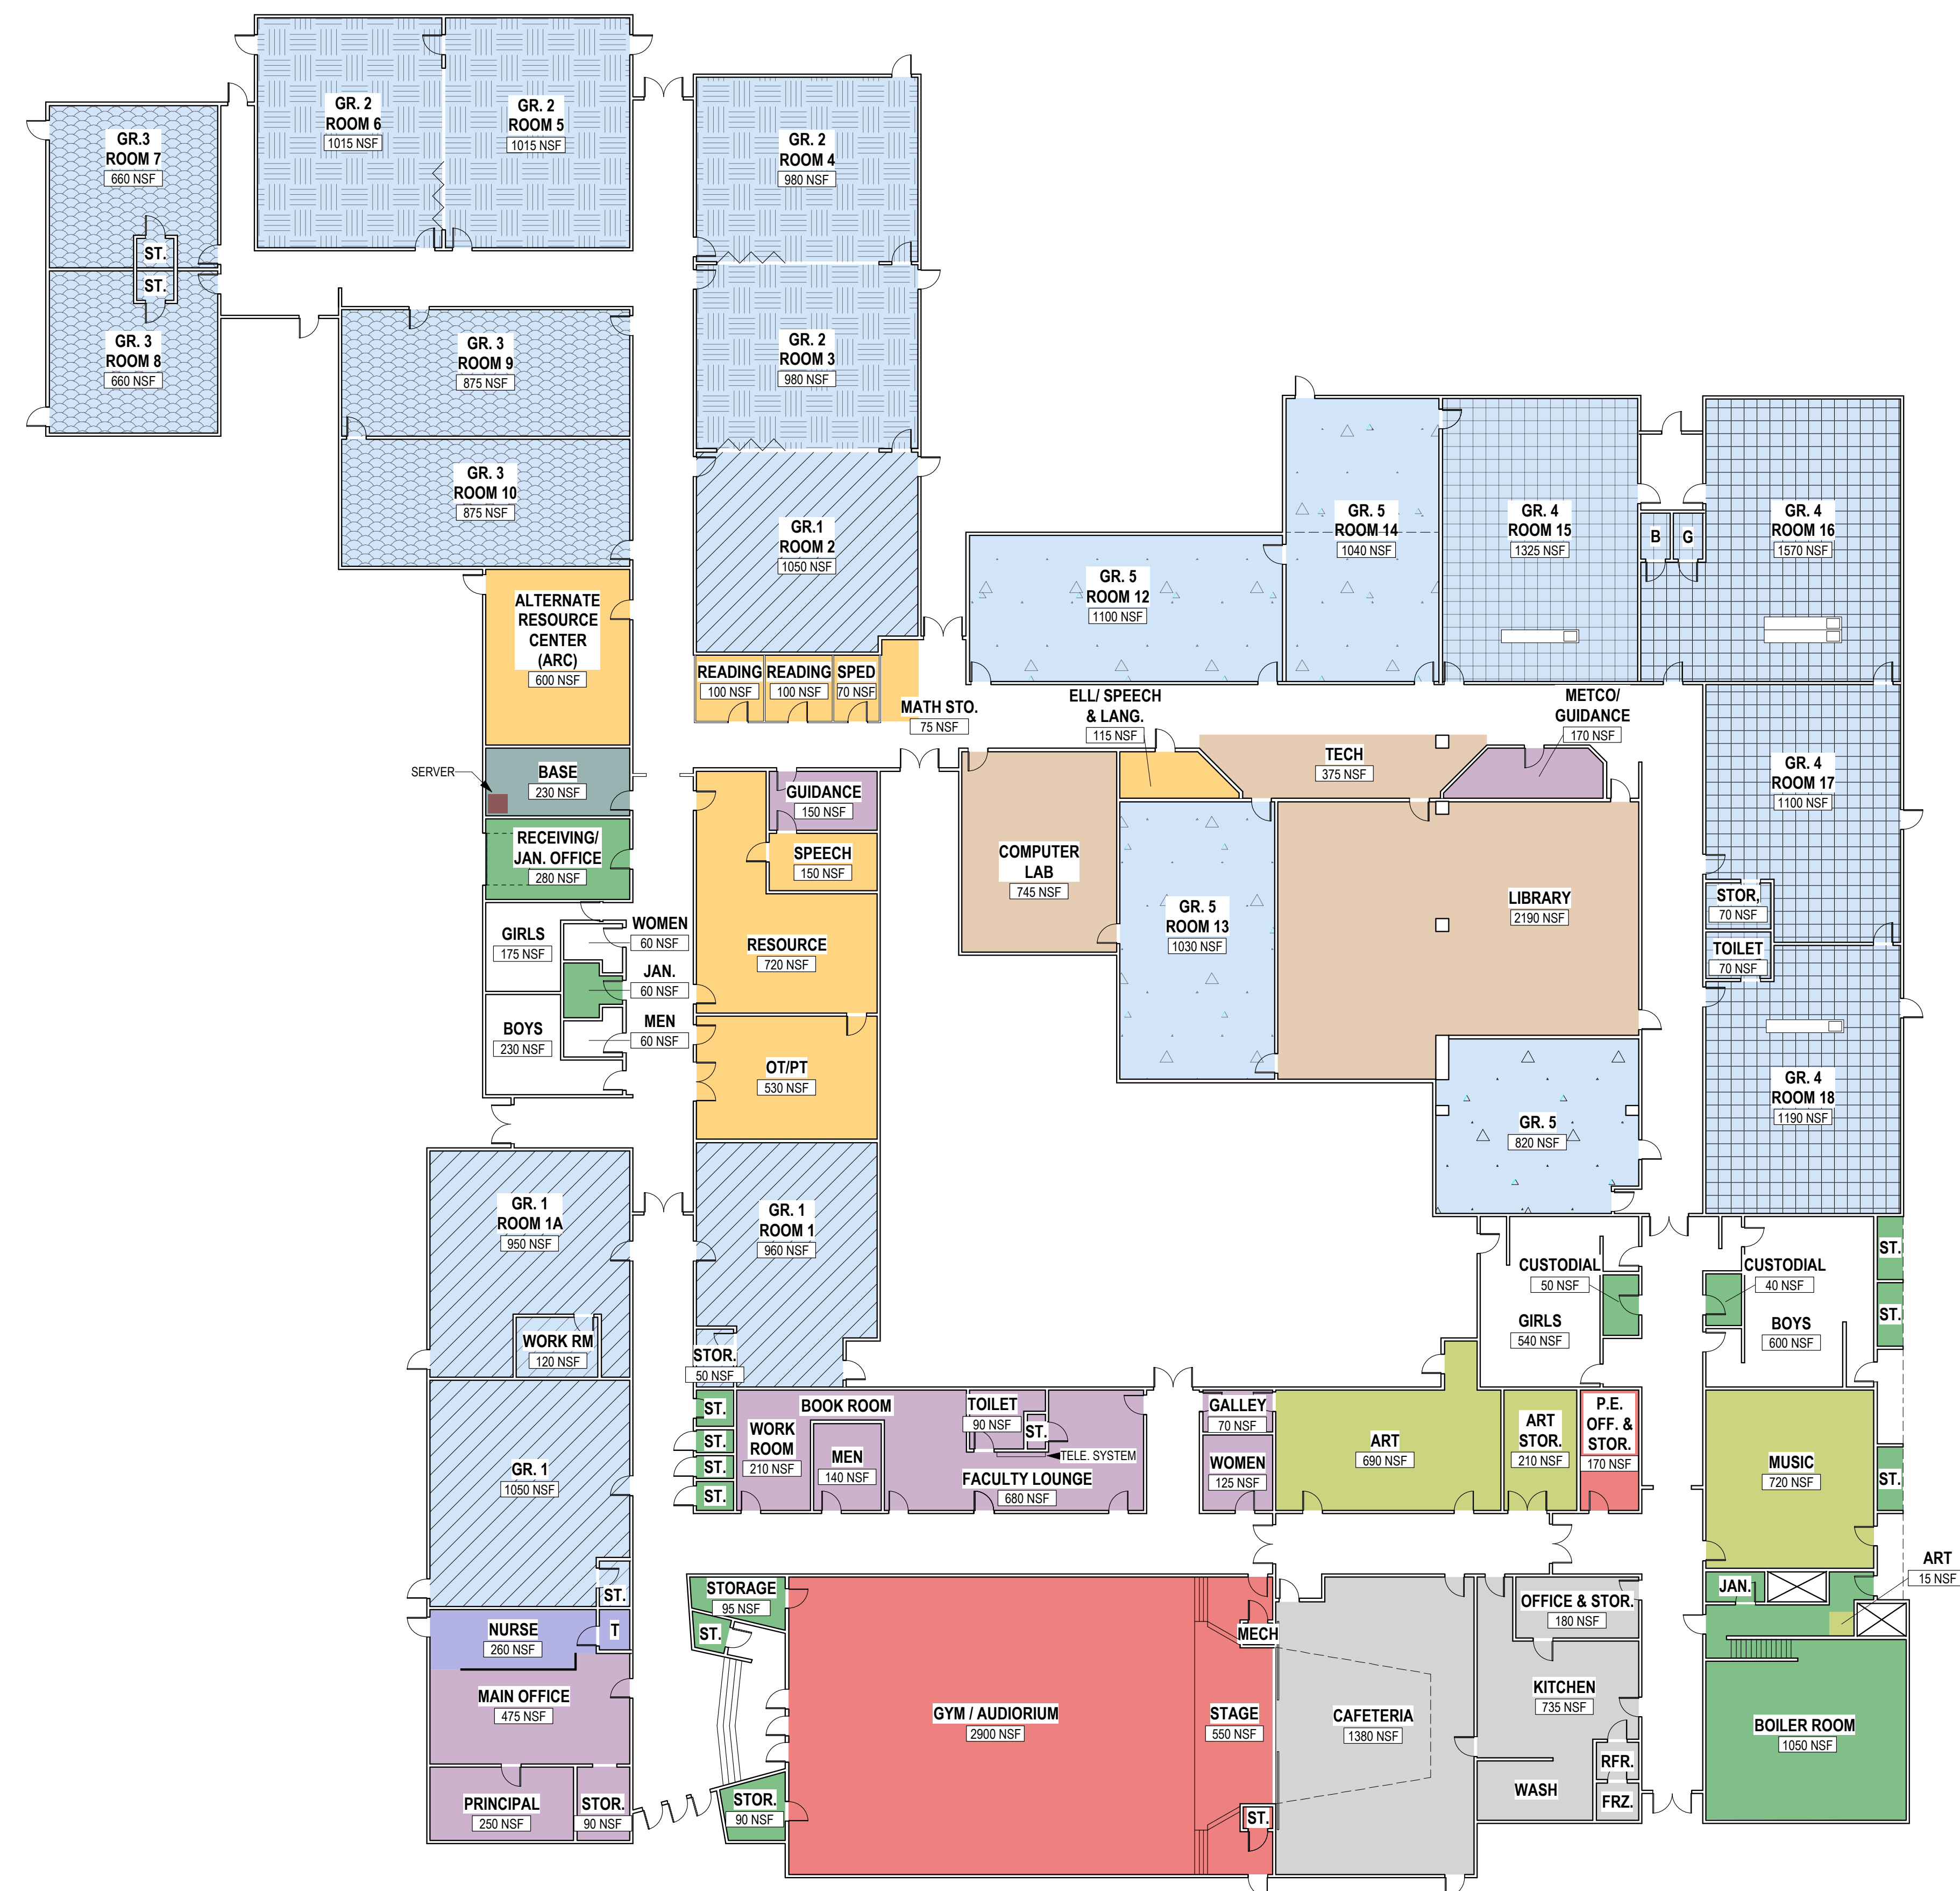 GR. 2
ROOM 6
1015 NSF
GR. 2
ROOM 5
1015 NSF
GR.3
ROOM 7
660 NSF
ST.
ST.
GR. 3
ROOM 8
660 NSF
GR. 2
ROOM 4
980 NSF
GR. 2
ROOM 3
980 NSF
GR. 3
ROOM 9
875 NSF
GR. 3
ROOM 10
875 NSF
GR.1
ROOM 2
1050 NSF
GR. 5
ROOM 12
1100 NSF
GR. 5
ROOM 14
1040 NSF
GR. 4
ROOM 15
1325 NSF
B
G
GR. 4
ROOM 16
1570 NSF
ALTERNATE
RESOURCE
CENTER
(ARC)
600 NSF
READING
100 NSF
READING
100 NSF
SPED
70 NSF
MATH STO.
75 NSF
ELL/ SPEECH
& LANG.
115 NSF
METCO/
GUIDANCE
170 NSF
TECH
375 NSF
SERVER
BASE
230 NSF
GUIDANCE
150 NSF
GR. 4
ROOM 17
1100 NSF
RECEIVING/
JAN. OFFICE
280 NSF
SPEECH
150 NSF
COMPUTER
LAB
745 NSF
GR. 5
ROOM 13
1030 NSF
LIBRARY
2190 NSF
STOR,
70 NSF
TOILET
70 NSF
GIRLS
175 NSF
WOMEN
60 NSF
JAN.
60 NSF
RESOURCE
720 NSF
BOYS
230 NSF
MEN
60 NSF
OT/PT
530 NSF
GR. 5
820 NSF
GR. 4
ROOM 18
1190 NSF
GR. 1
ROOM 1A
950 NSF
GR. 1
ROOM 1
960 NSF
WORK RM
120 NSF
STOR.
50 NSF
CUSTODIAL
50 NSF
GIRLS
540 NSF
CUSTODIAL
40 NSF
BOYS
600 NSF
ST.
ST.
GR. 1
1050 NSF
ST.
ST.
ST.
ST.
ST.
BOOK ROOM
WORK
ROOM
210 NSF
MEN
140 NSF
TOILET
90 NSF
ST.
TELE. SYSTEM
FACULTY LOUNGE
680 NSF
GALLEY
70 NSF
WOMEN
125 NSF
ART
690 NSF
ART
STOR.
210 NSF
P.E.
OFF. &
STOR.
170 NSF
MUSIC
720 NSF
ST.
ART
15 NSF
NURSE
260 NSF
T
STORAGE
95 NSF
ST.
MECH
OFFICE & STOR.
180 NSF
JAN.
MAIN OFFICE
475 NSF
GYM / AUDIORIUM
2900 NSF
STAGE
550 NSF
CAFETERIA
1380 NSF
KITCHEN
735 NSF
BOILER ROOM
1050 NSF
RFR.
WASH
FRZ.
PRINCIPAL
250 NSF
STOR.
90 NSF
STOR.
90 NSF
ST.